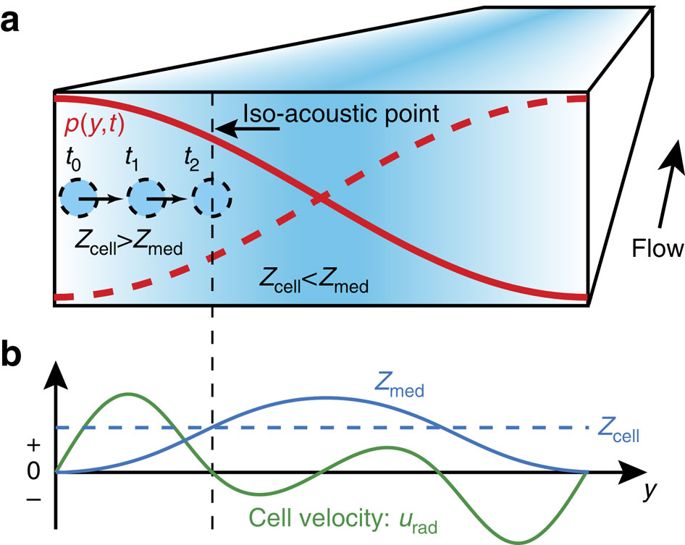 a
Iso-acoustic point
p(y,t)
t0 t1 t2
Zcell>Zmed
Zcell<Zmed
Flow
b
Zmed
Zcell
+
0
–
y
Cell velocity: urad